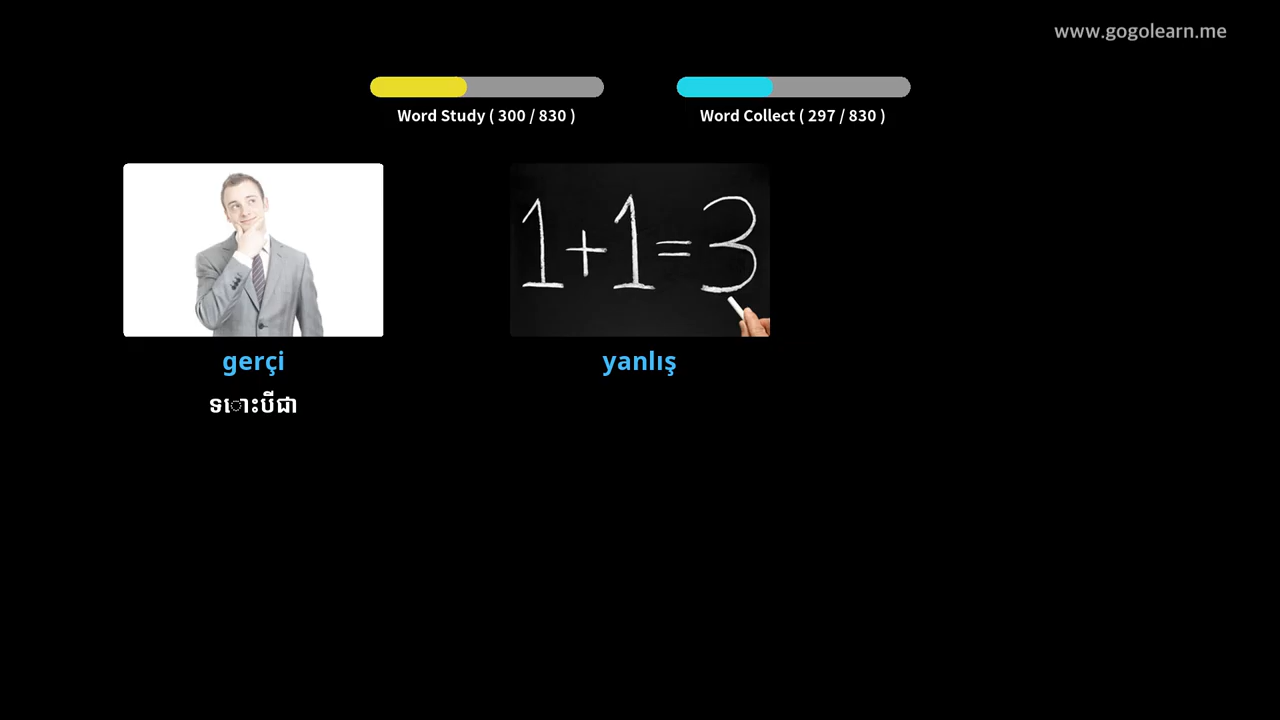 www.gogolearn.me
Word Study ( 300 / 830 )
Word Collect ( 297 / 830 )
1+1=3
gerçi
yanlış
ទោះបីជា